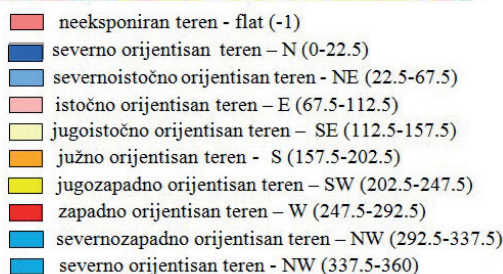 neeksponiran teren - flat (-1)
severno orijentisan teren – N (0-22.5)
severnoistočno orijentisan teren - NE (22.5-67.5)
istočno orijentisan teren – E (67.5-112.5)
jugoistočno orijentisan teren – SE (112.5-157.5)
južno orijentisan teren - S (157.5-202.5)
jugozapadno orijentisan teren – SW (202.5-247.5)
zapadno orijentisan teren – W (247.5-292.5)
severnozapadno orijentisan teren – NW (292.5-337.5)
severno orijentisan teren - NW (337.5-360)